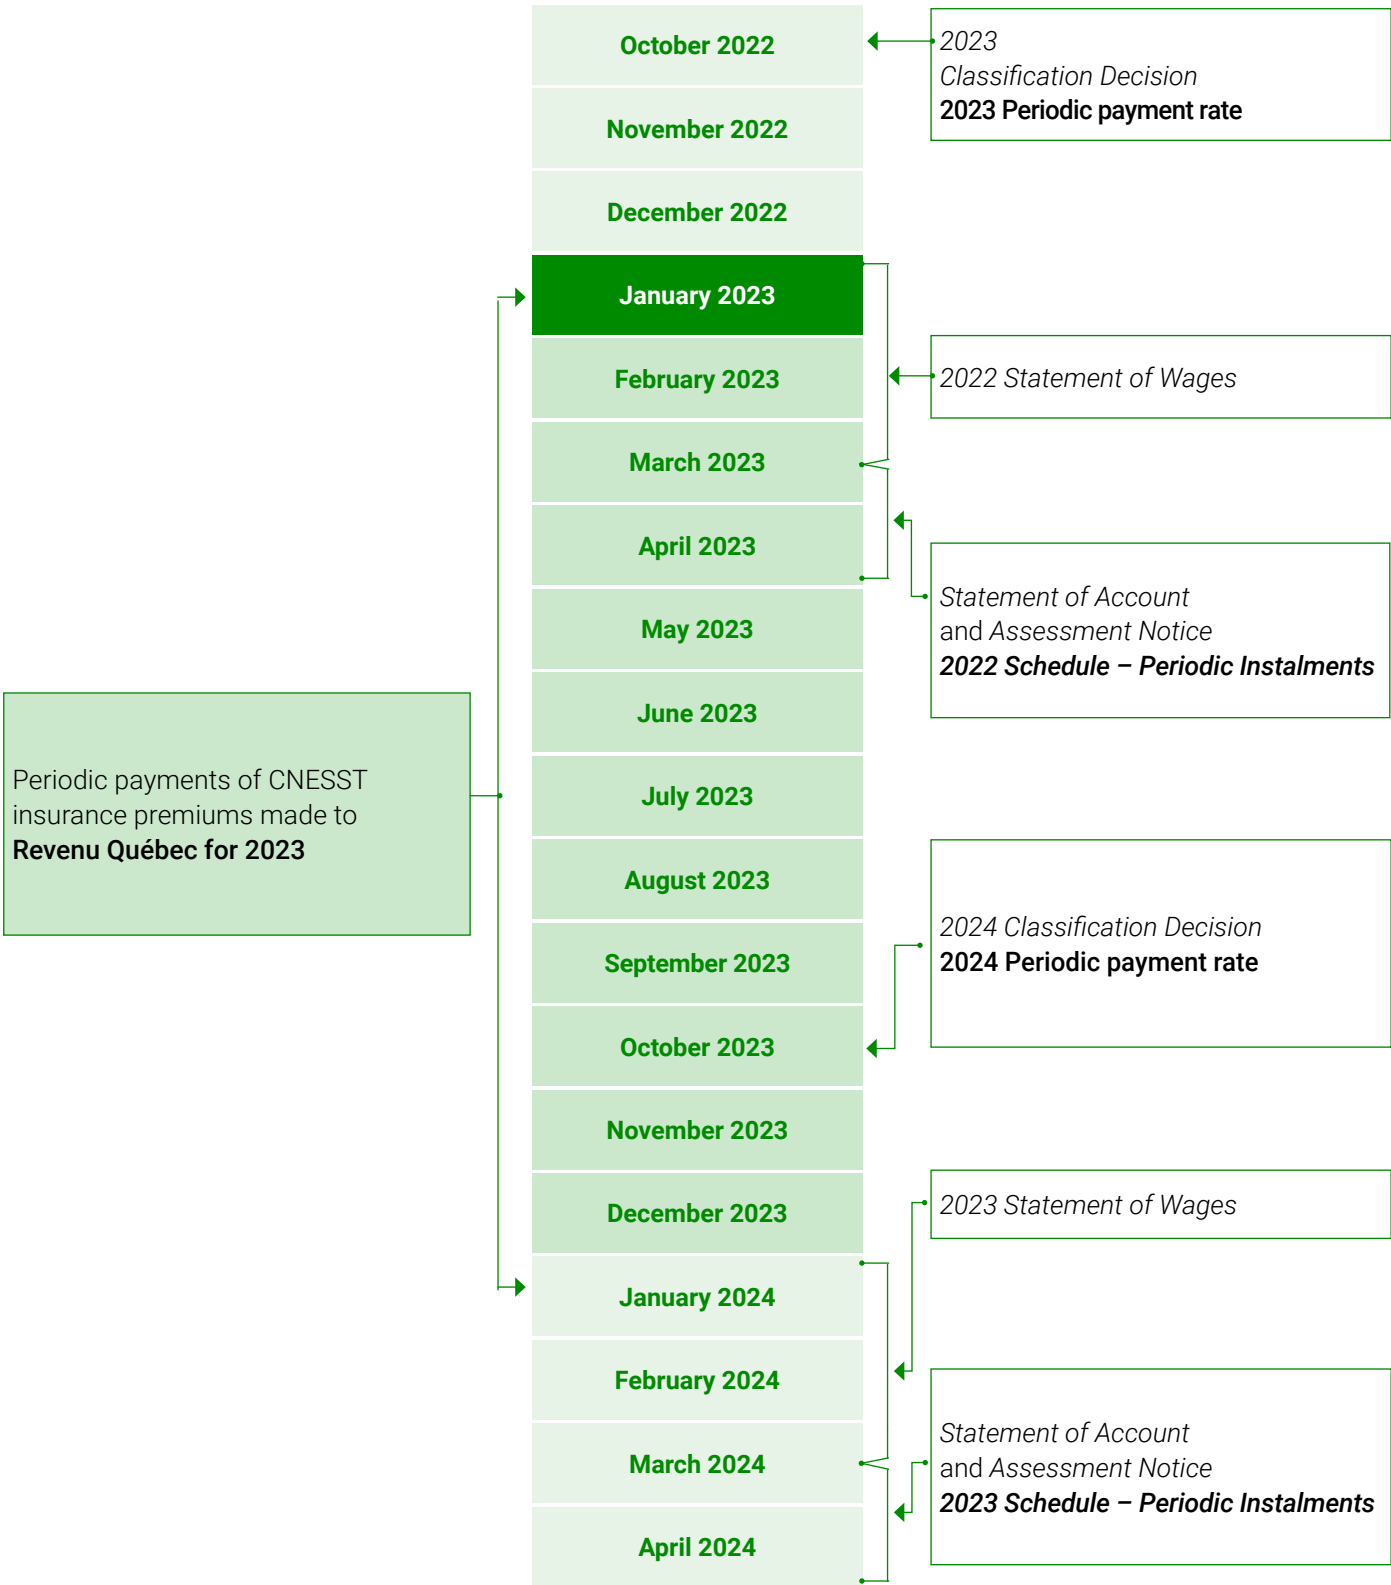 October 2022
November 2022
December 2022
January 2023
February 2023
March 2023
April 2023
May 2023
June 2023
July 2023
August 2023
September 2023
October 2023
November 2023
December 2023
January 2024
February 2024
March 2024
April 2024
Periodic payments of CNESST
insurance premiums made to
Revenu Québec for 2023
2023
Classification Decision
2023 Periodic payment rate
2022 Statement of Wages
Statement of Account
and Assessment Notice
2022 Schedule – Periodic Instalments
2024 Classification Decision
2024 Periodic payment rate
2023 Statement of Wages
Statement of Account
and Assessment Notice
2023 Schedule – Periodic Instalments